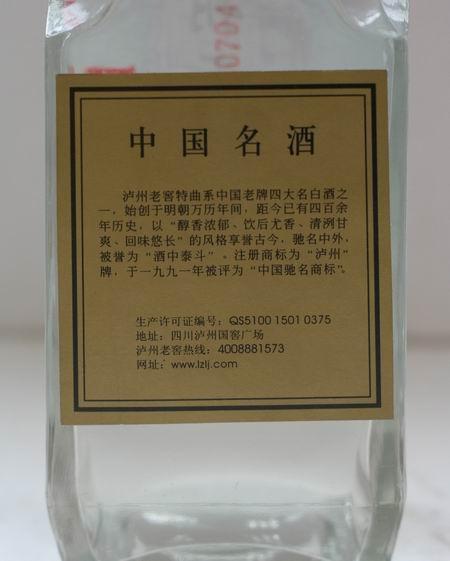 0704
中国名酒
泸州老窖特曲系中国老牌四大名白酒之
一，始创于明朝万历年间，距今已有四百余
年历史，以“醇香浓郁、饮后尤香、清洌甘
爽、回味悠长”的风格享誉古今，驰名中外，
被誉为“酒中泰斗”。注册商标为“泸州”
牌，于一九九一年被评为“中国驰名商标”。
生产许可证编号：QS5100 1501 0375
地址：四川泸州国窖广场
泸州老窖热线：4008881573
网址：www.lzlj.com